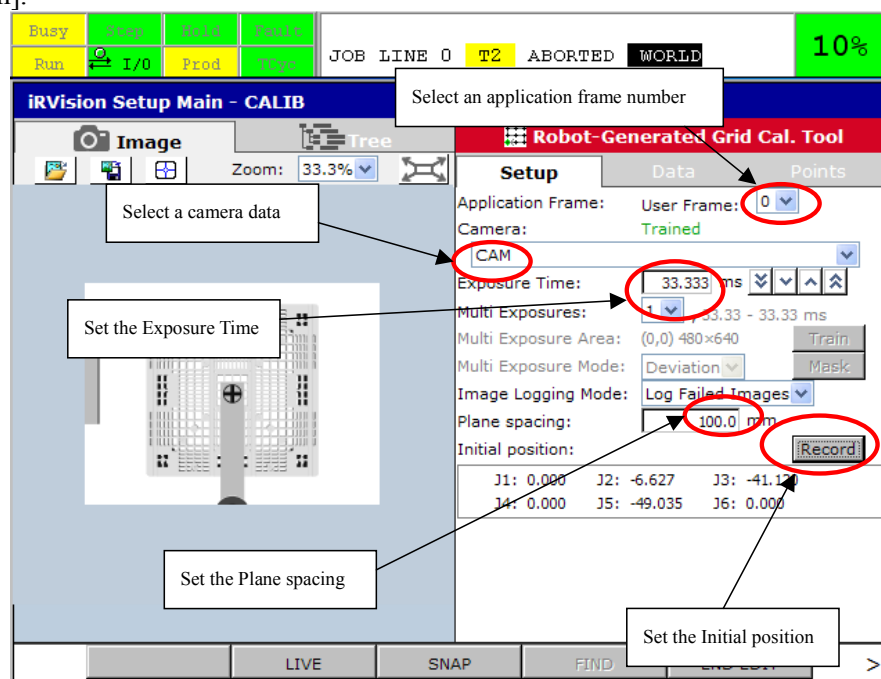 n].
Busy Step Hold Fault
Run I/O Prod TCyc
JOB LINE 0 T2 ABORTED WORLD
10%
iRVision Setup Main - CALIB
Select an application frame number
Image Tree
Robot-Generated Grid Cal. Tool
Zoom: 33.3%
Setup Data Points
Select a camera data
Application Frame: User Frame: 0
Camera: Trained
CAM
Exposure Time: 33.333 ms
Set the Exposure Time
Multi Exposures: 1 33.33 - 33.33 ms
Multi Exposure Area: (0,0) 480×640 Train
Multi Exposure Mode: Deviation Mask
Image Logging Mode: Log Failed Images
Plane spacing: 100.0 mm
Initial position: Record
J1: 0.000 J2: -6.627 J3: -41.120
J4: 0.000 J5: -49.035 J6: 0.000
Set the Plane spacing
Set the Initial position
LIVE SNAP FIND END EDIT >